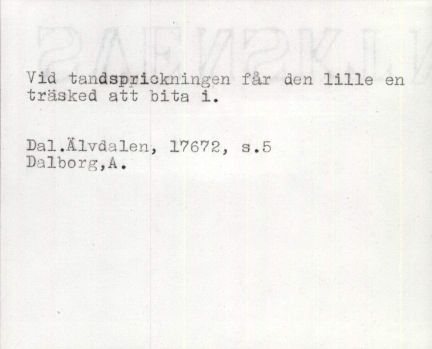 Vid tandsprickningen får den lille en
träsked att bita i.
Dal.Älvdalen, 17672, s.5
Dalborg,A.